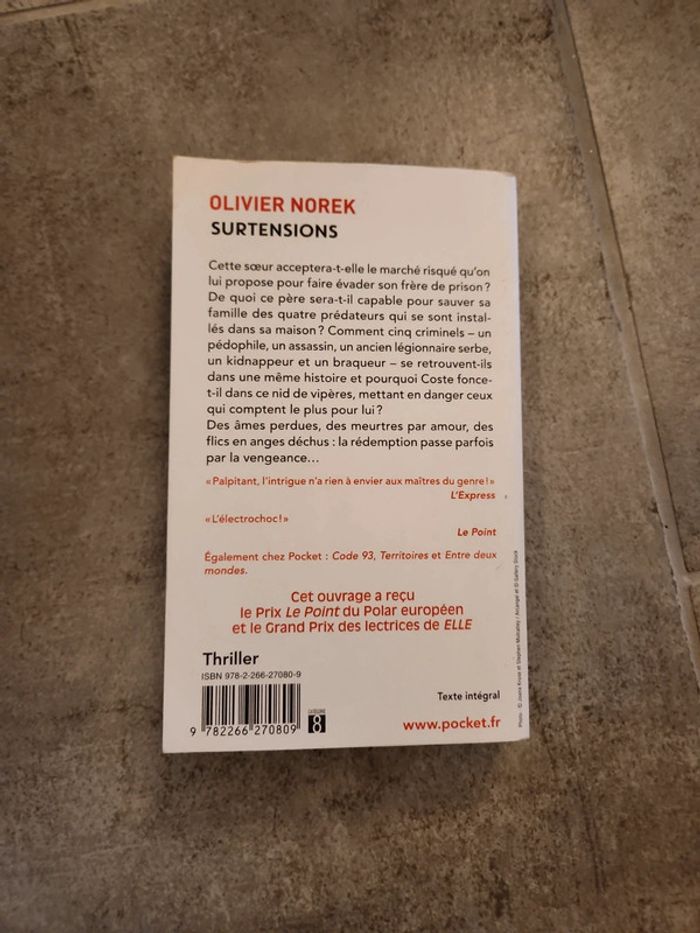 OLIVIER NOREK
SURTENSIONS
Cette sœur acceptera-t-elle le marché risqué qu'on
lui propose pour faire évader son frère de prison ?
De quoi ce père sera-t-il capable pour sauver sa
famille des quatre prédateurs qui se sont instal-
lés dans sa maison ? Comment cinq criminels – un
pédophile, un assassin, un ancien légionnaire serbe,
un kidnappeur et un braqueur – se retrouvent-ils
dans une même histoire et pourquoi Coste fonce-
t-il dans ce nid de vipères, mettant en danger ceux
qui comptent le plus pour lui ?
Des âmes perdues, des meurtres par amour, des
flics en anges déchus : la rédemption passe parfois
par la vengeance...
« Palpitant, l'intrigue n'a rien à envier aux maîtres du genre ! »
L'Express
« L'électrochoc ! »
Le Point
Également chez Pocket : Code 93, Territoires et Entre deux
mondes.
Cet ouvrage a reçu
le Prix Le Point du Polar européen
et le Grand Prix des lectrices de ELLE
Thriller
ISBN 978-2-266-27080-9
9 782266 270809
CATÉGORIE
8
Texte intégral
www.pocket.fr